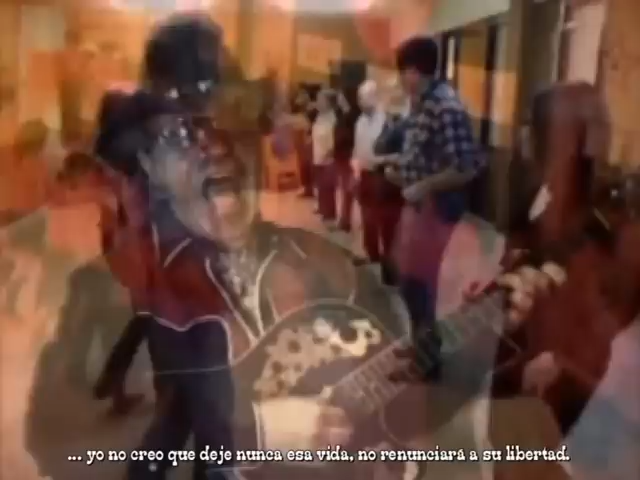 ... yo no creo que deje nunca esa vida, no renunciará a su libertad.